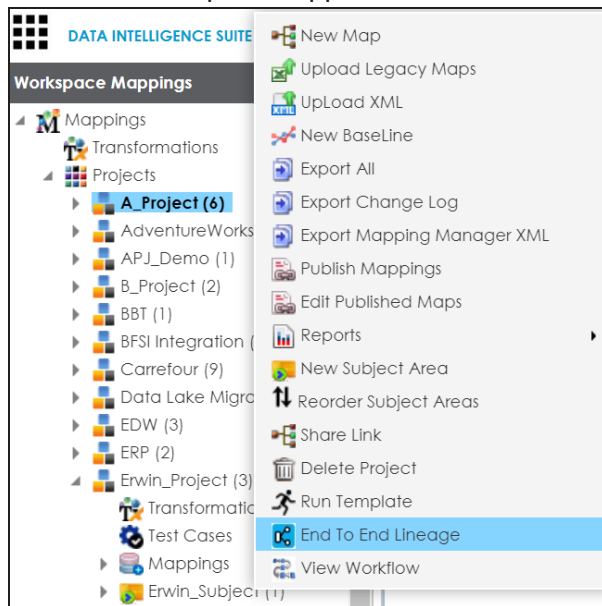 DATA INTELLIGENCE SUITE
Workspace Mappings
Mappings
Transformations
Projects
A_Project (6)
AdventureWorks
APJ_Demo (1)
B_Project (2)
BBT (1)
BFSI Integration (
Carrefour (9)
Data Lake Migra
EDW (3)
ERP (2)
Erwin_Project (3)
Transformatio
Test Cases
Mappings
Erwin_Subject (1)
New Map
Upload Legacy Maps
UpLoad XML
New BaseLine
Export All
Export Change Log
Export Mapping Manager XML
Publish Mappings
Edit Published Maps
Reports
New Subject Area
Reorder Subject Areas
Share Link
Delete Project
Run Template
End To End Lineage
View Workflow